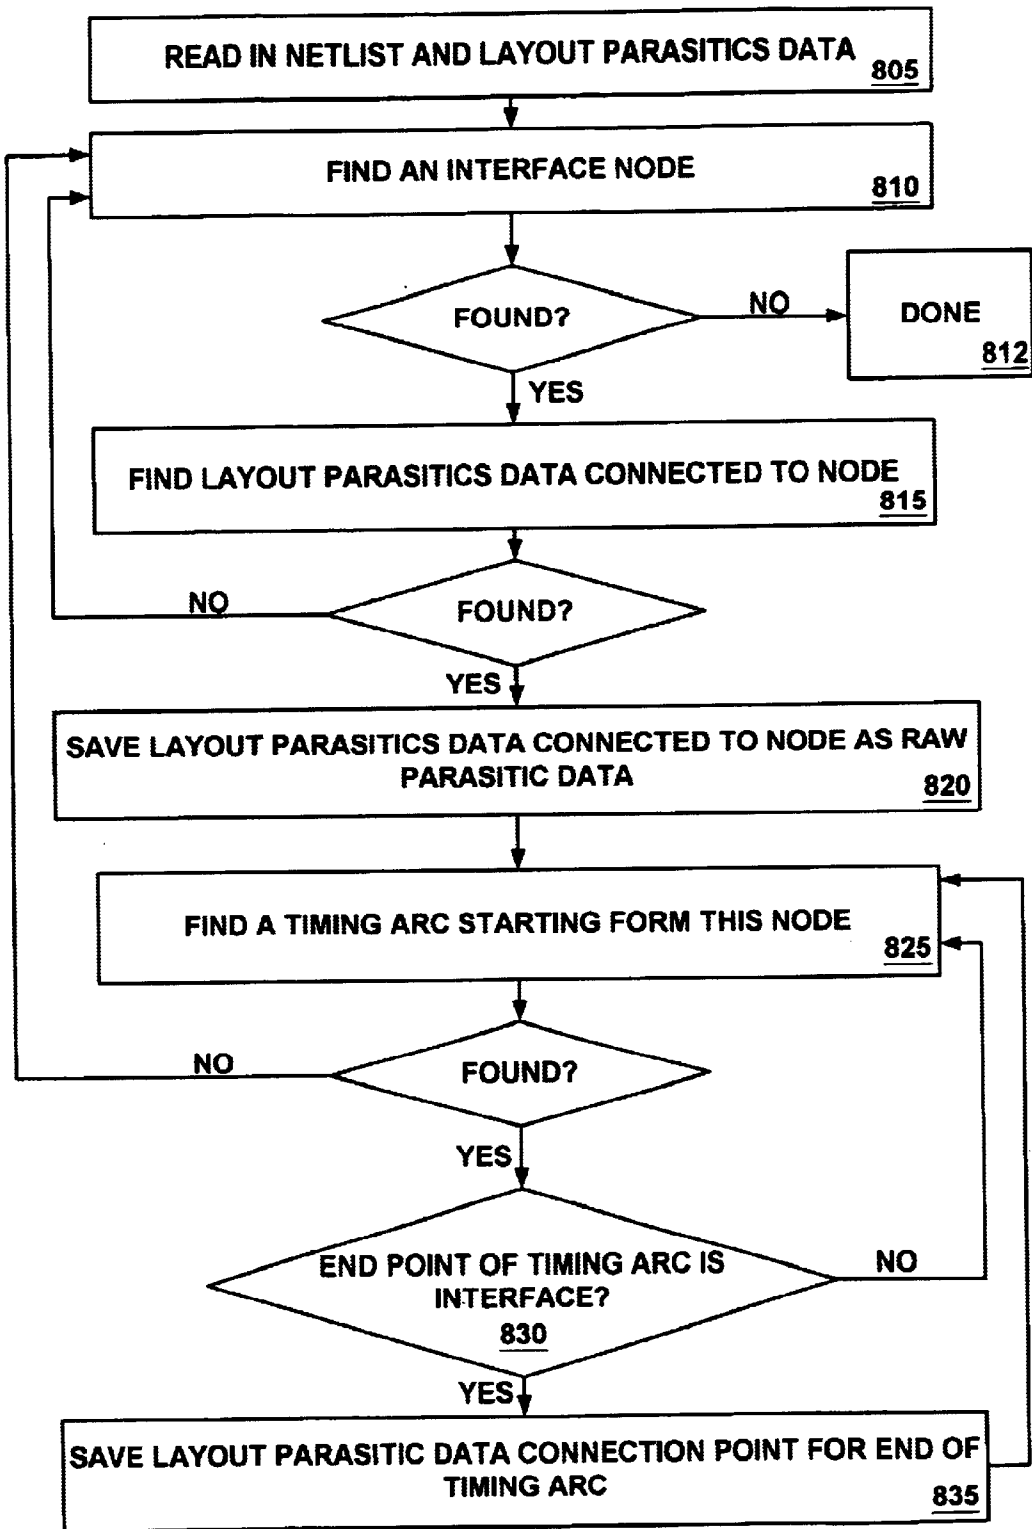 READ IN NETLIST AND LAYOUT PARASITICS DATA
805
FIND AN INTERFACE NODE
810
FOUND?
NO
DONE
812
YES
FIND LAYOUT PARASITICS DATA CONNECTED TO NODE
815
NO
FOUND?
YES
SAVE LAYOUT PARASITICS DATA CONNECTED TO NODE AS RAW
PARASITIC DATA
820
FIND A TIMING ARC STARTING FORM THIS NODE
825
NO
FOUND?
YES
END POINT OF TIMING ARC IS
INTERFACE?
830
NO
YES
SAVE LAYOUT PARASITIC DATA CONNECTION POINT FOR END OF
TIMING ARC
835